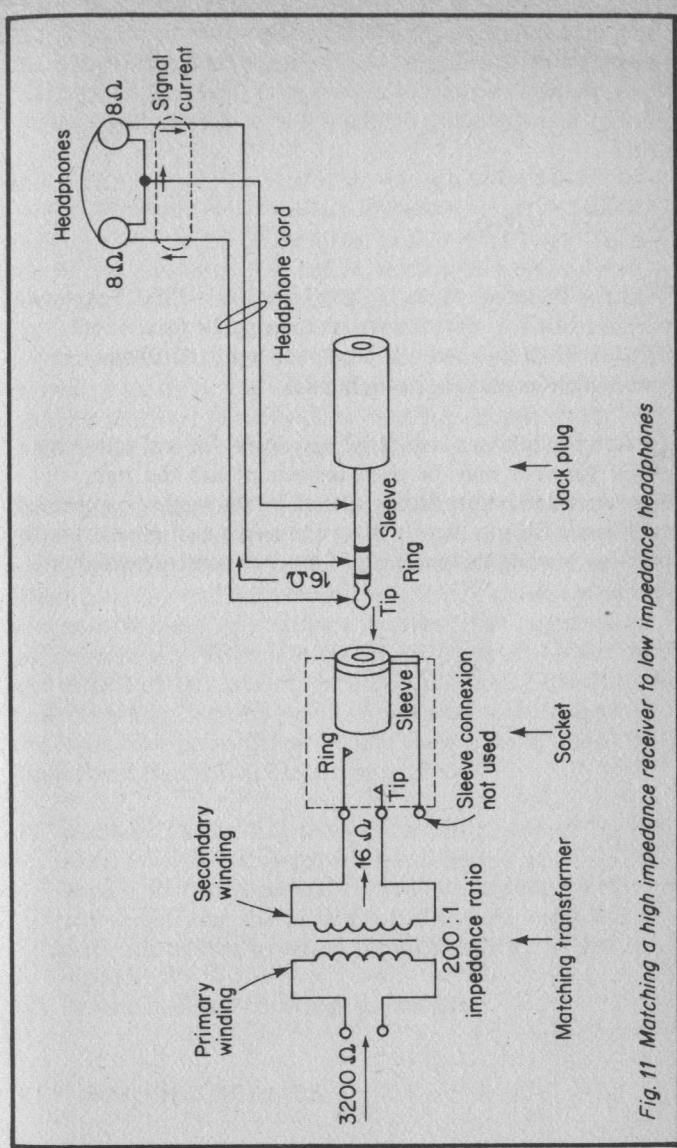 Headphones
8Ω
8Ω
Signal
current
Headphone cord
16Ω
Sleeve
Tip
Ring
Ring
Tip
Sleeve
Sleeve connexion
not used
Jack plug
Socket
Primary
winding
Secondary
winding
3200 Ω
16 Ω
200 : 1
impedance ratio
Matching transformer
Fig. 11 Matching a high impedance receiver to low impedance headphones